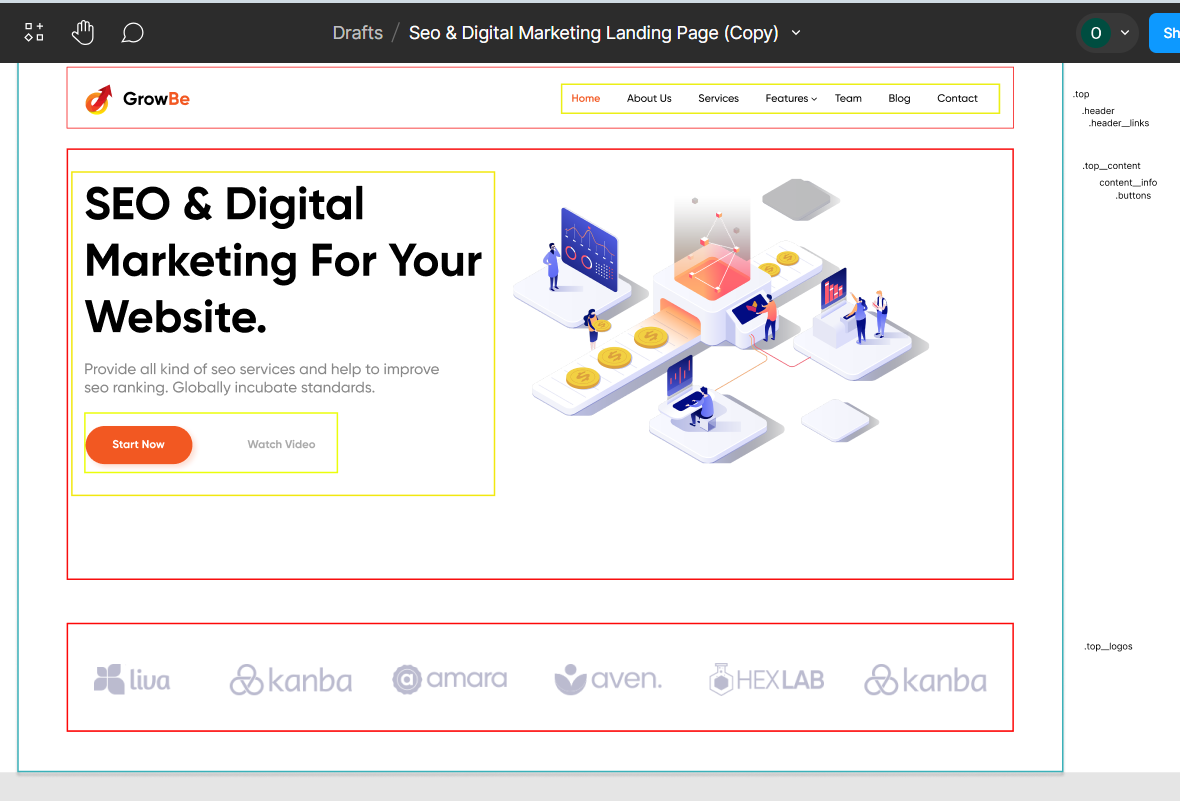 Drafts / Seo & Digital Marketing Landing Page (Copy)
O
Sh
GrowBe
Home About Us Services Features Team Blog Contact
.top
.header
.header__links
.top__content
content__info
.buttons
SEO & Digital
Marketing For Your
Website.
Provide all kind of seo services and help to improve
seo ranking. Globally incubate standards.
Start Now Watch Video
.top__logos
liva kanba amara aven. HEXLAB kanba